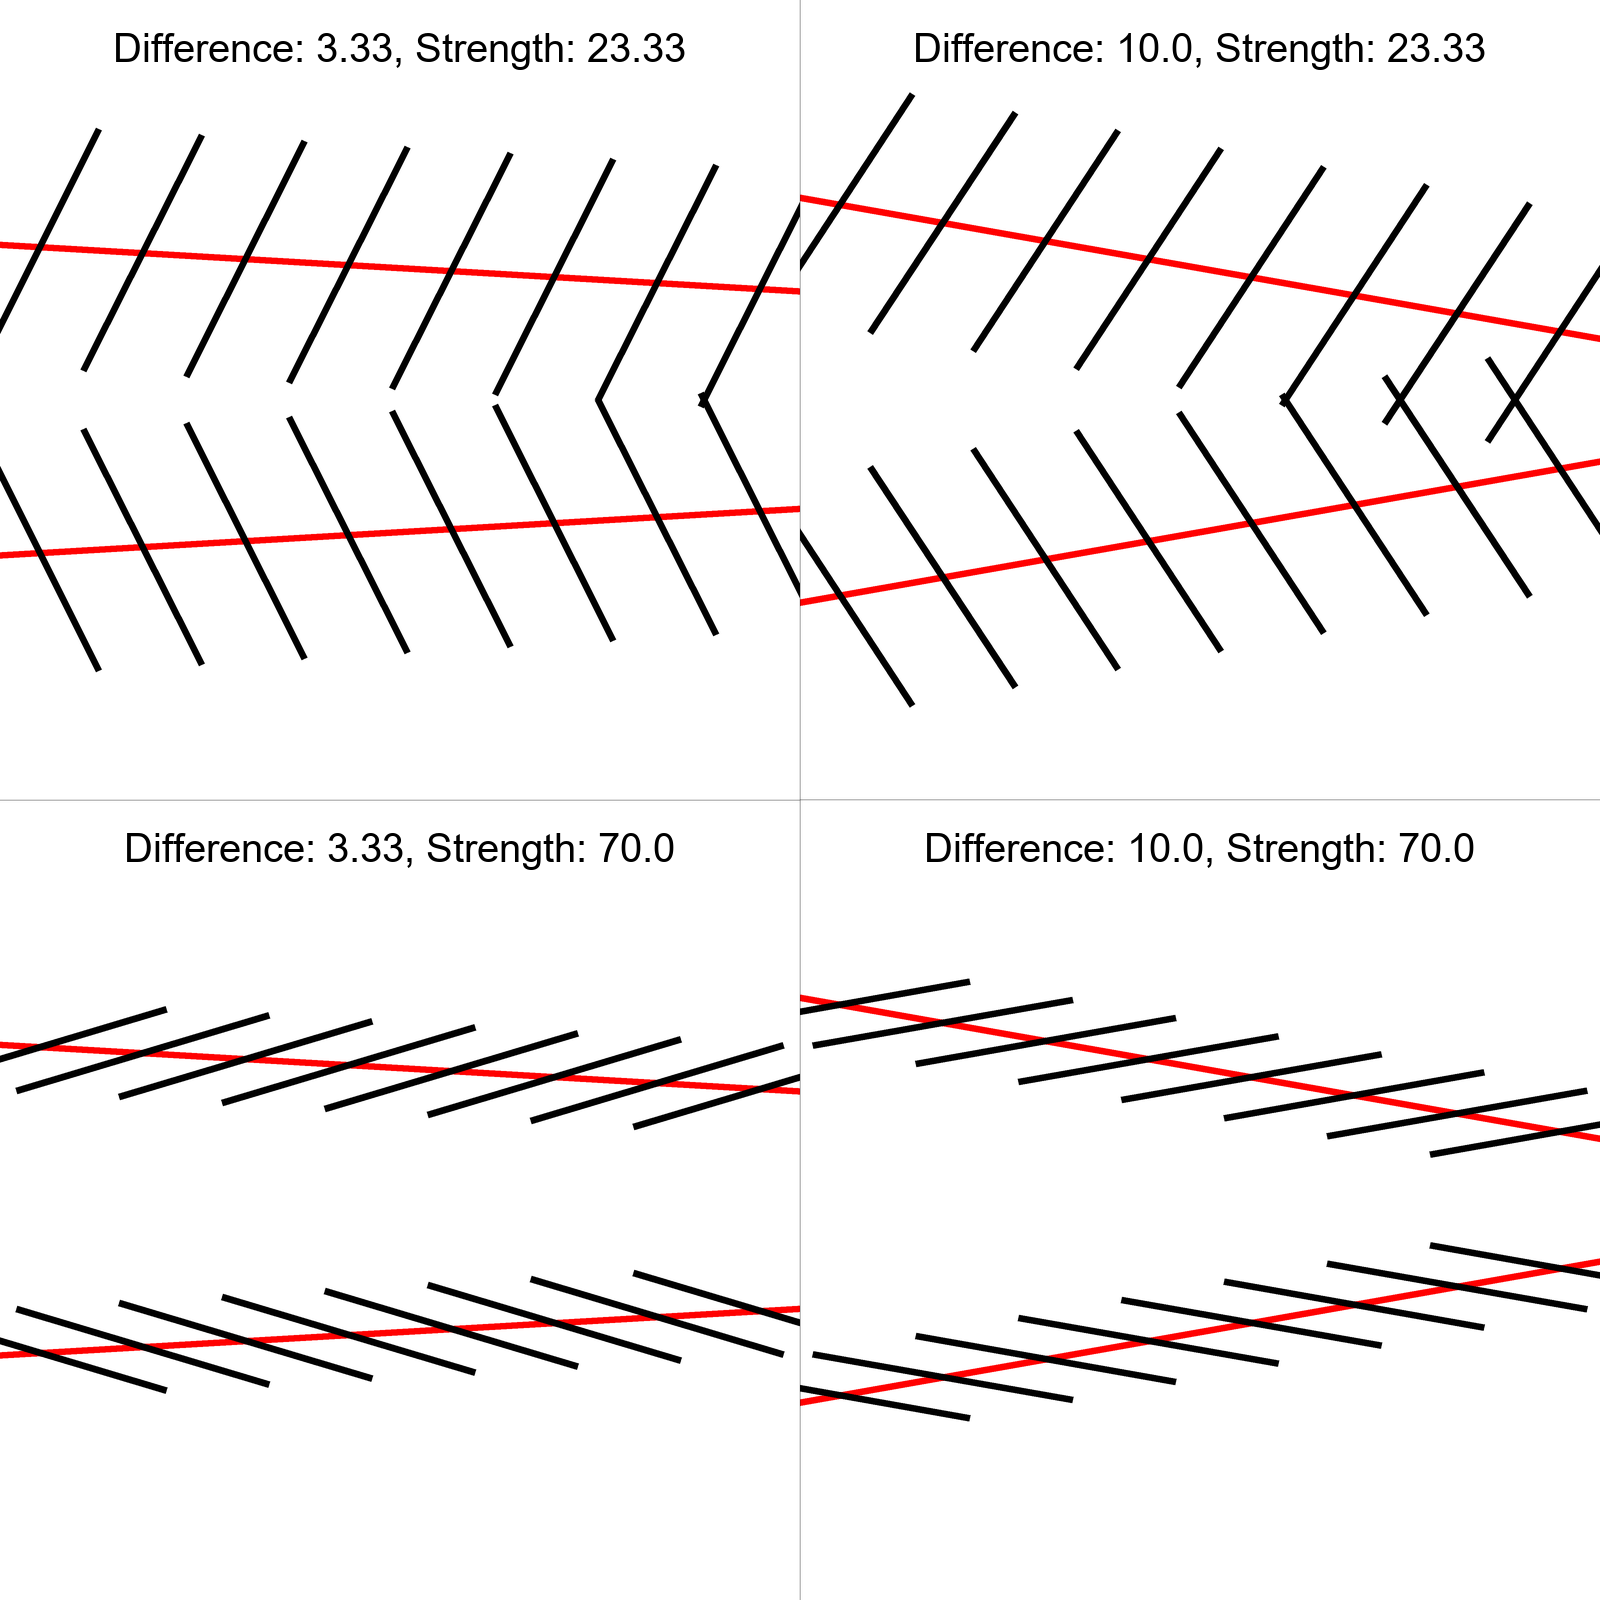 Difference: 3.33, Strength: 23.33
Difference: 10.0, Strength: 23.33
Difference: 3.33, Strength: 70.0
Difference: 10.0, Strength: 70.0